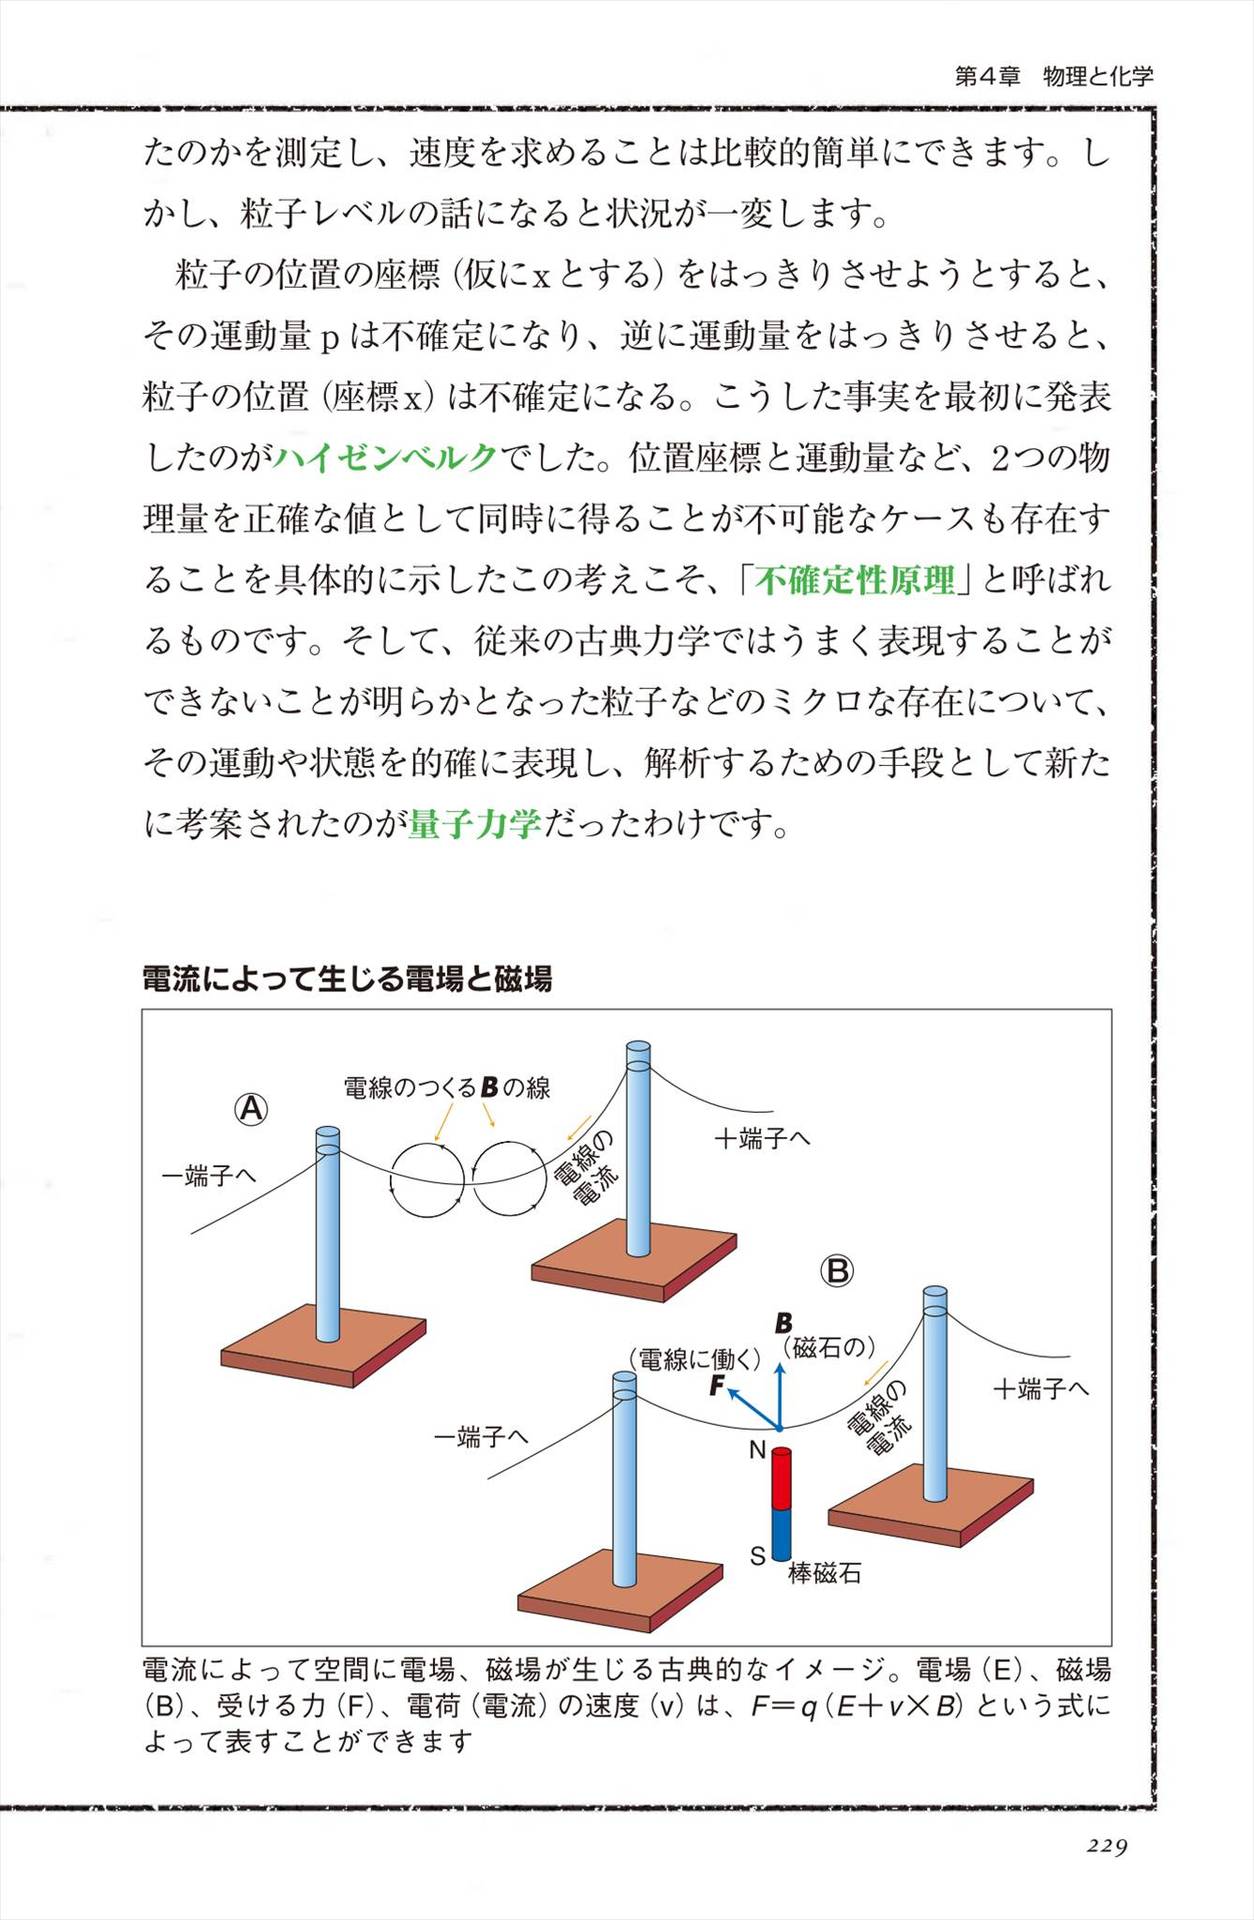 第4章　物理と化学
たのかを測定し、速度を求めることは比較的簡単にできます。し
かし、粒子レベルの話になると状況が一変します。
　粒子の位置の座標（仮にxとする）をはっきりさせようとすると、
その運動量pは不確定になり、逆に運動量をはっきりさせると、
粒子の位置（座標x）は不確定になる。こうした事実を最初に発表
したのがハイゼンベルクでした。位置座標と運動量など、2つの物
理量を正確な値として同時に得ることが不可能なケースも存在す
ることを具体的に示したこの考えこそ、「不確定性原理」と呼ばれ
るものです。そして、従来の古典力学ではうまく表現することが
できないことが明らかとなった粒子などのミクロな存在について、
その運動や状態を的確に表現し、解析するための手段として新た
に考案されたのが量子力学だったわけです。
電流によって生じる電場と磁場
Ⓐ
電線のつくるBの線
－端子へ
電線の
電流
＋端子へ
Ⓑ
B
（磁石の）
（電線に働く）
F
－端子へ
電線の
電流
＋端子へ
N
S
棒磁石
電流によって空間に電場、磁場が生じる古典的なイメージ。電場（E）、磁場
（B）、受ける力（F）、電荷（電流）の速度（v）は、F＝q（E＋v×B）という式に
よって表すことができます
229